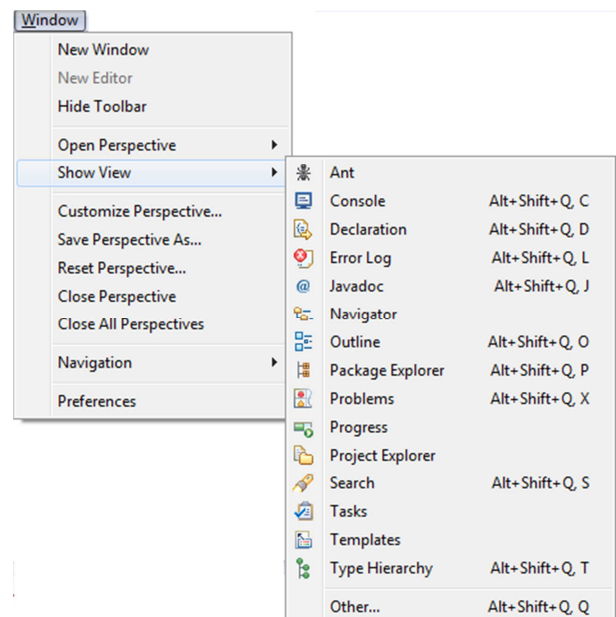 Window
New Window
New Editor
Hide Toolbar
Open Perspective
Show View
Customize Perspective...
Save Perspective As...
Reset Perspective...
Close Perspective
Close All Perspectives
Navigation
Preferences
Ant
Console Alt+Shift+Q, C
Declaration Alt+Shift+Q, D
Error Log Alt+Shift+Q, L
Javadoc Alt+Shift+Q, J
Navigator
Outline Alt+Shift+Q, O
Package Explorer Alt+Shift+Q, P
Problems Alt+Shift+Q, X
Progress
Project Explorer
Search Alt+Shift+Q, S
Tasks
Templates
Type Hierarchy Alt+Shift+Q, T
Other... Alt+Shift+Q, Q